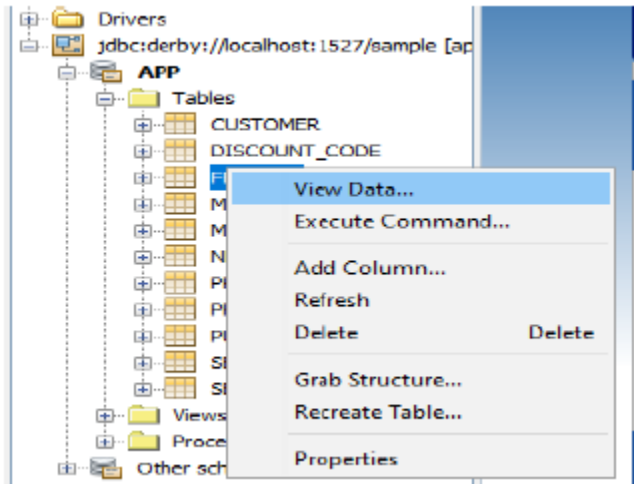 Drivers
jdbc:derby://localhost:1527/sample [ap
APP
Tables
CUSTOMER
DISCOUNT_CODE
View Data...
Execute Command...
Add Column...
Refresh
Delete Delete
Grab Structure...
Recreate Table...
Properties
Views
Proce
Other sch